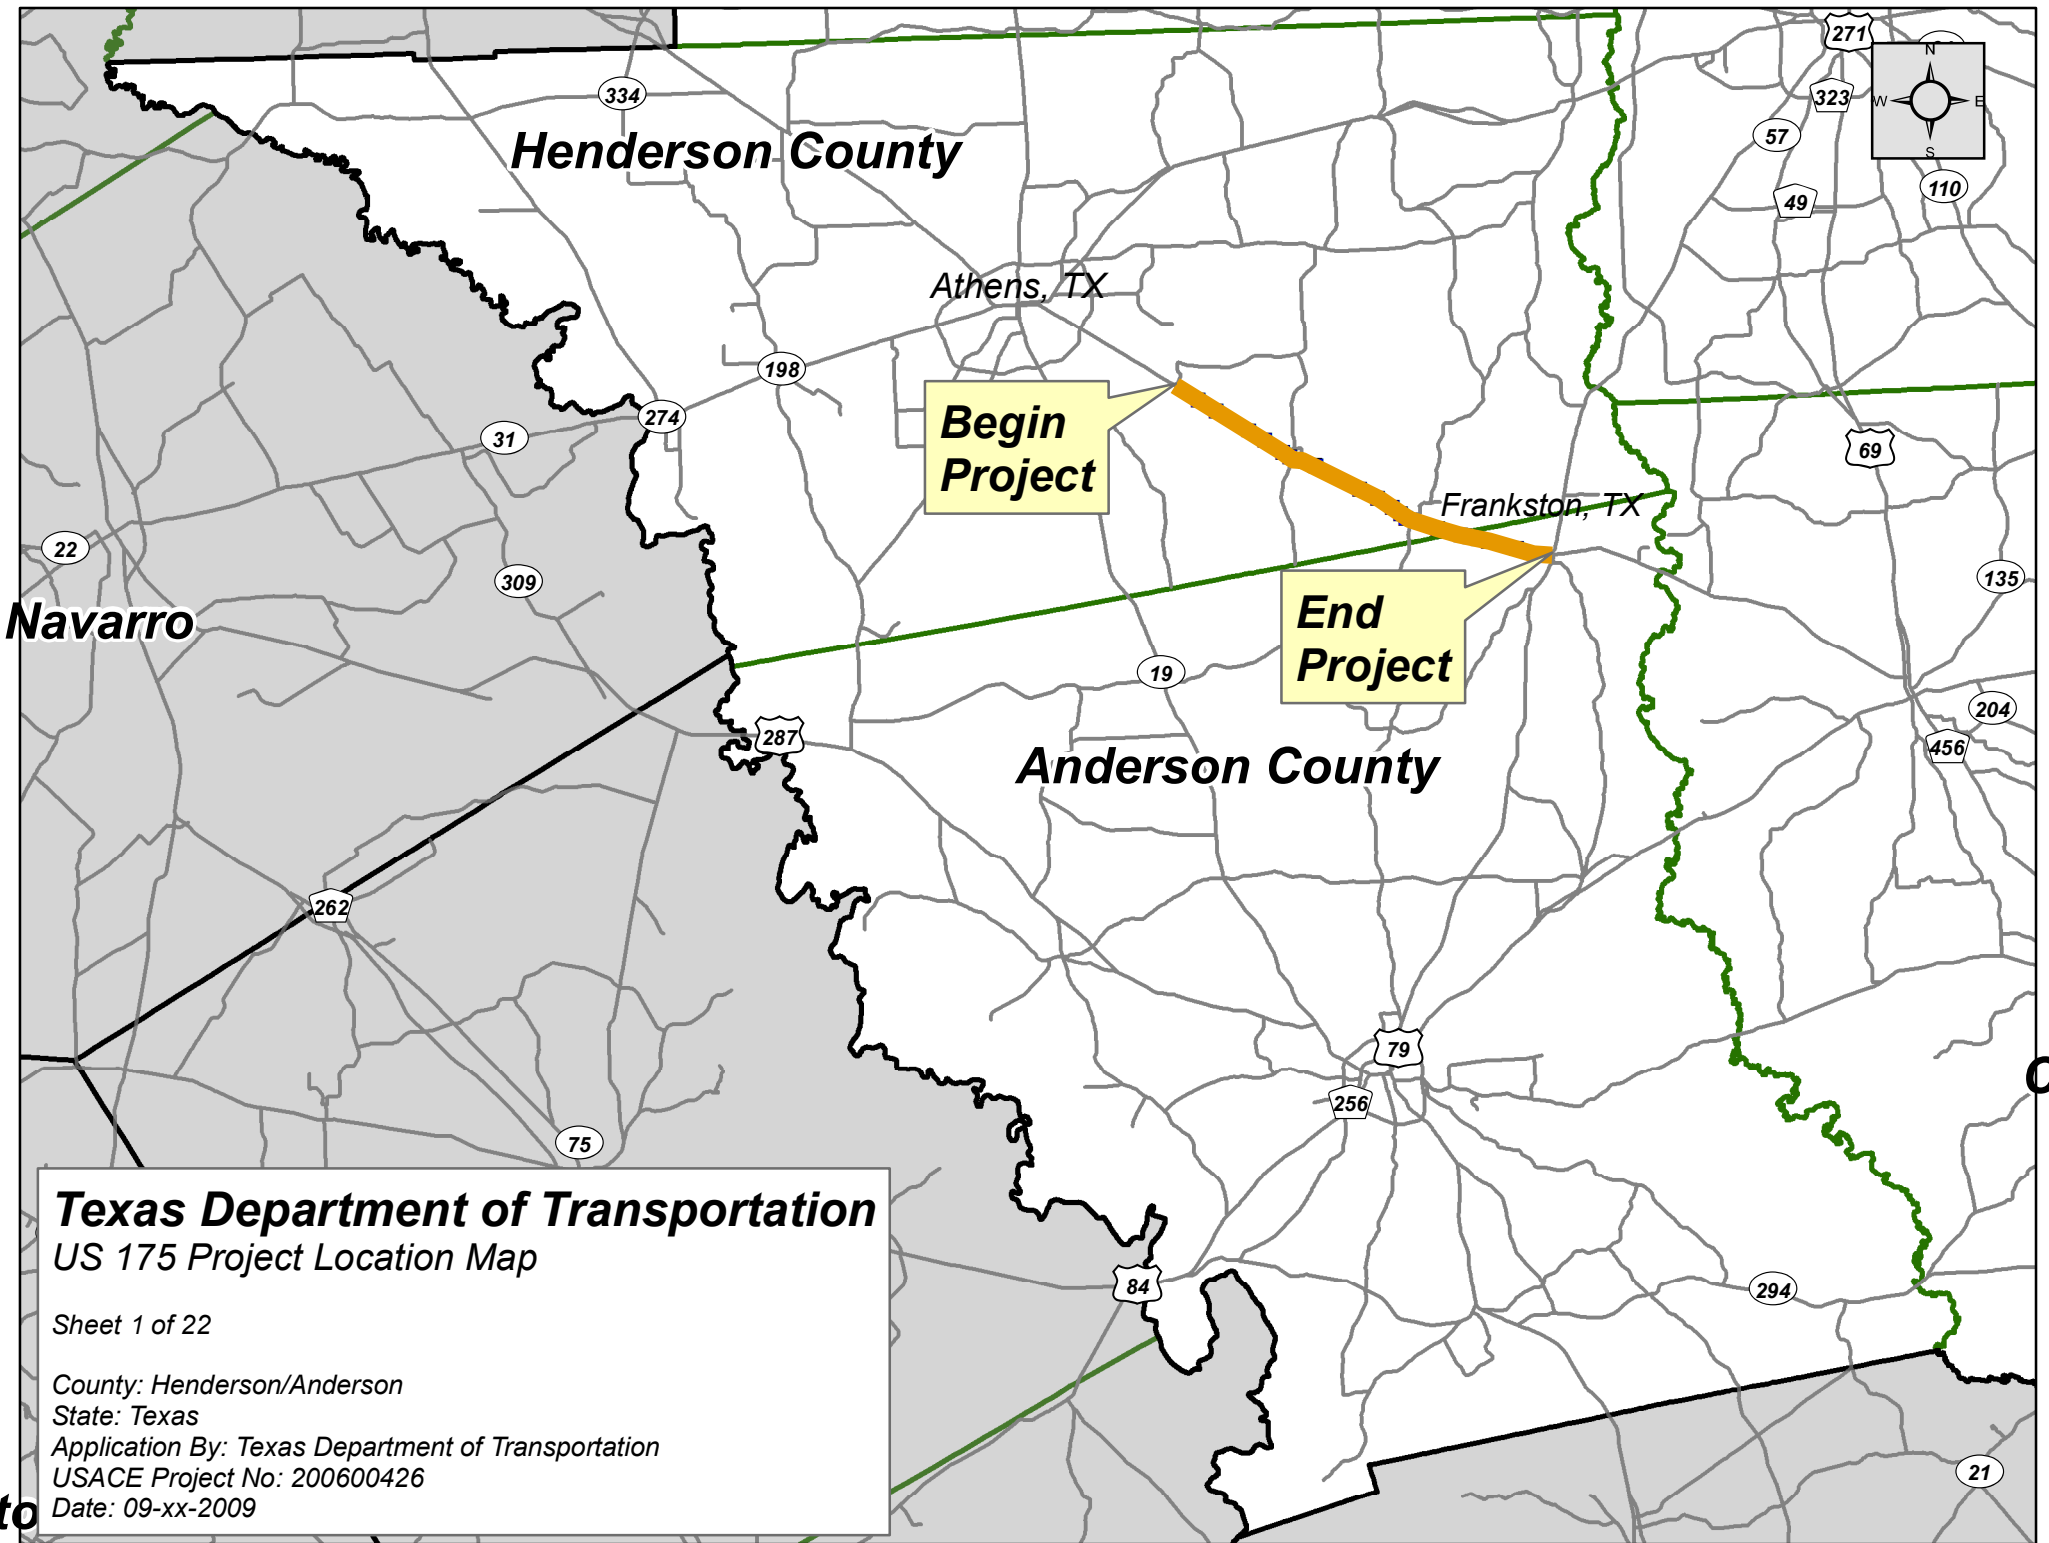 271
N
W
E
S
334
323
57
Henderson County
110
49
Athens, TX
198
274
Begin
Project
31
69
Frankston, TX
22
309
135
End
Project
Navarro
19
204
287
456
Anderson County
262
79
256
75
Texas Department of Transportation
US 175 Project Location Map
84
294
Sheet 1 of 22
County: Henderson/Anderson
State: Texas
Application By: Texas Department of Transportation
USACE Project No: 200600426
21
Date: 09-xx-2009
to